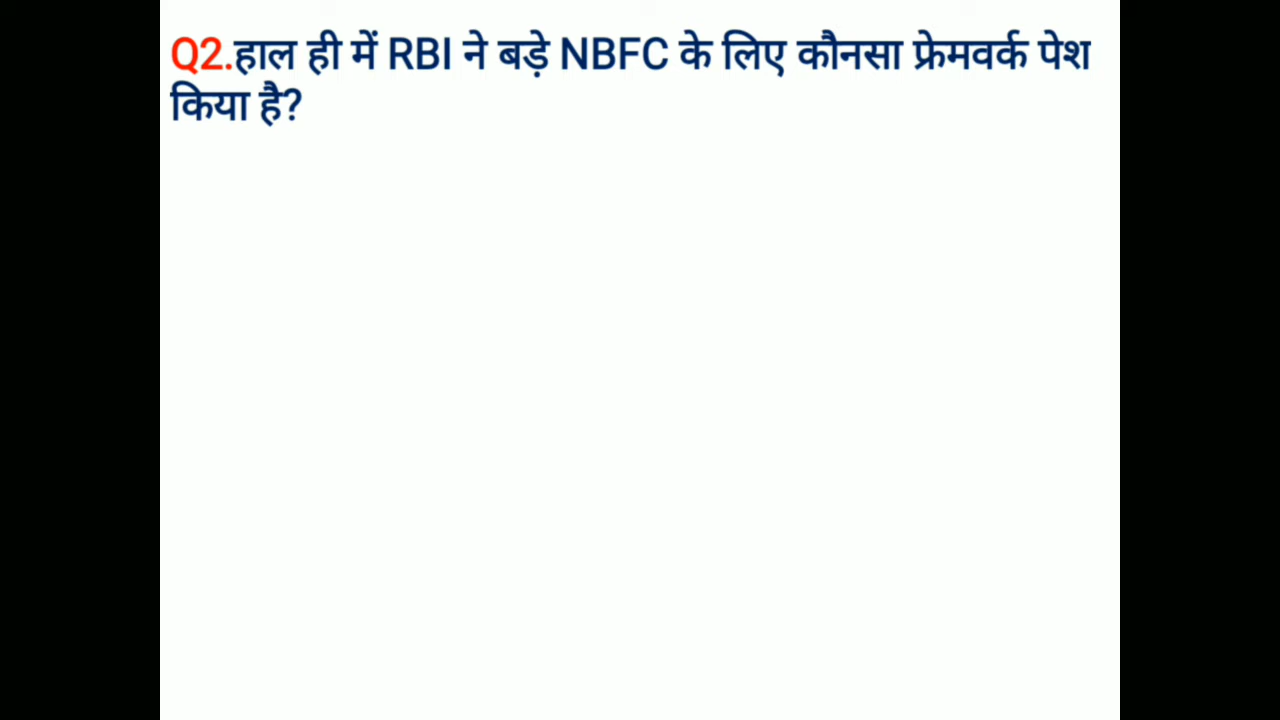 Q2.हाल ही में RBI ने बड़े NBFC के लिए कौनसा फ्रेमवर्क पेश
किया है?